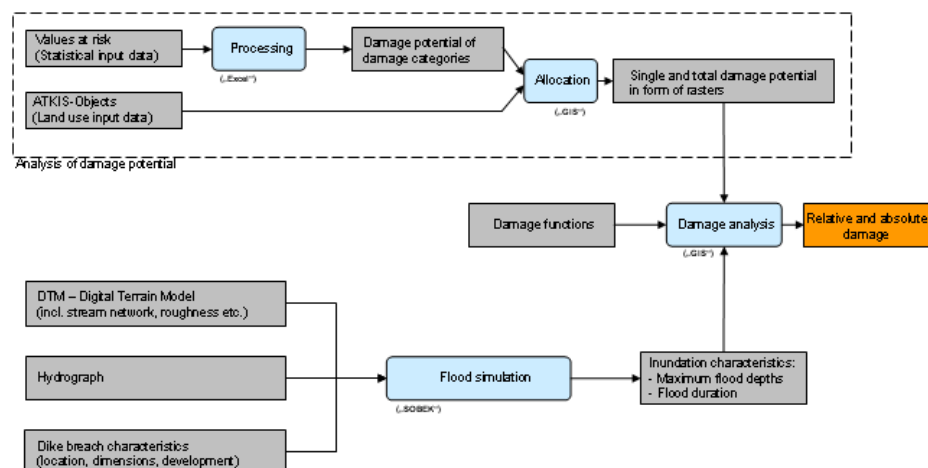 Values at risk
(Statistical input data)
Processing
(„Excel“)
Damage potential of
damage categories
ATKIS-Objects
(Land use input data)
Allocation
(„GIS“)
Single and total damage potential
in form of rasters
Analysis of damage potential
Damage functions
Damage analysis
(„GIS“)
Relative and absolute
damage
DTM – Digital Terrain Model
(incl. stream network, roughness etc.)
Hydrograph
Flood simulation
(„SOBEK“)
Inundation characteristics:
- Maximum flood depths
- Flood duration
Dike breach characteristics
(location, dimensions, development)